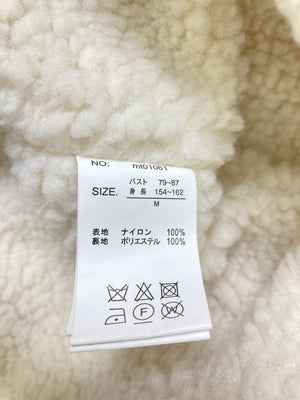 NO: mt01061
バスト 79~87
SIZE. 身 長 154~162
M
表地 ナイロン 100%
裏地 ポリエステル 100%
F W